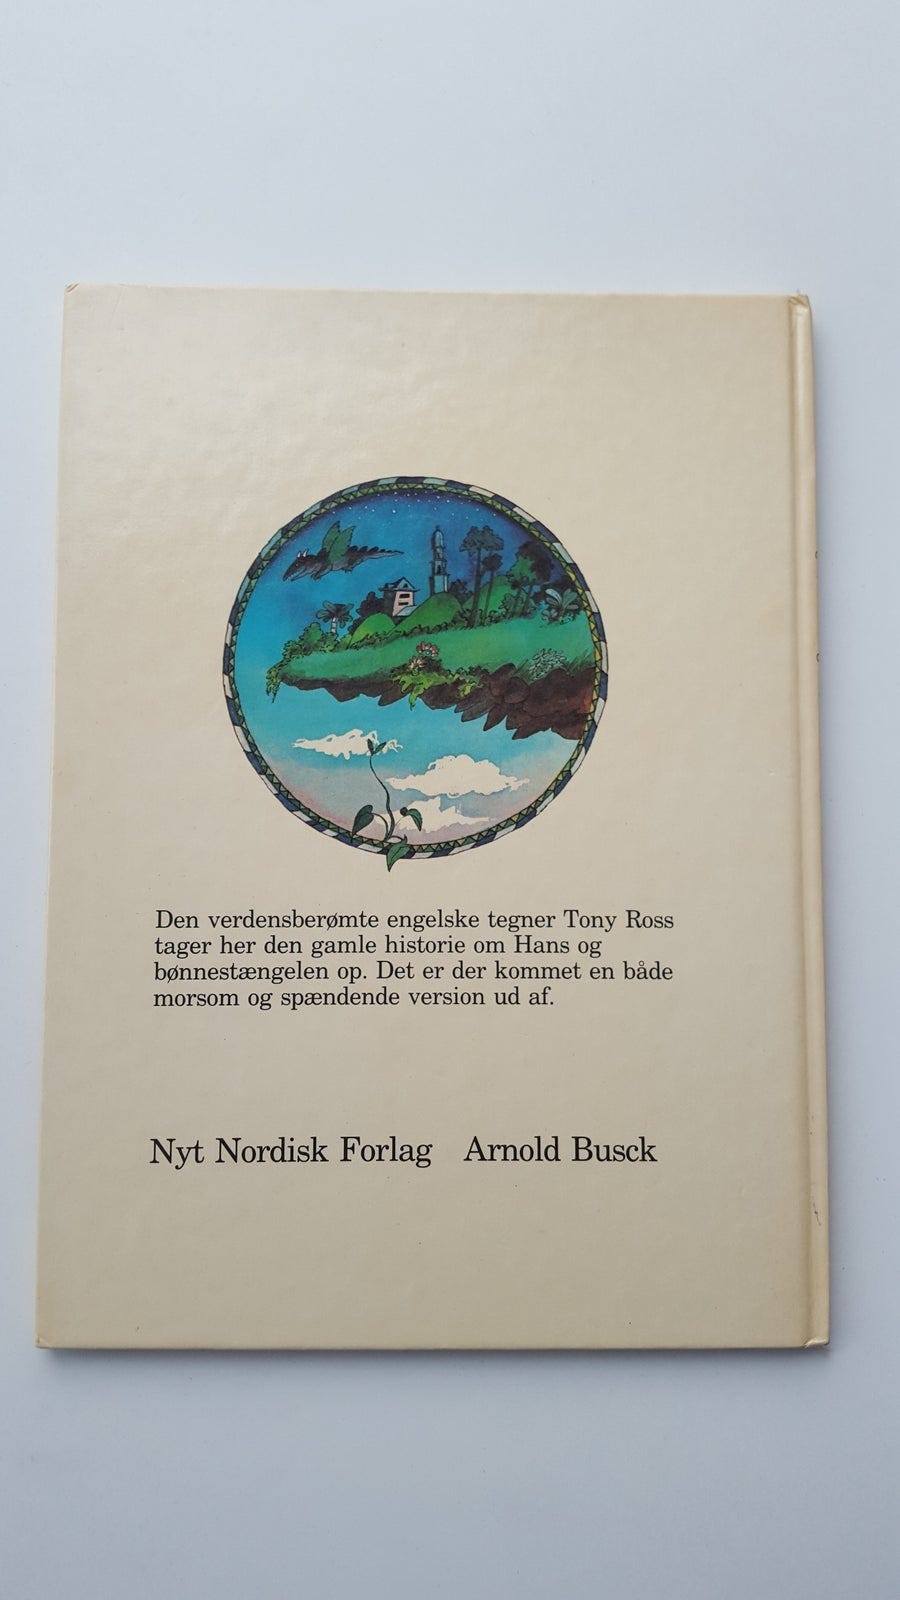 Den verdensberømte engelske tegner Tony Ross
tager her den gamle historie om Hans og
bønnestængelen op. Det er der kommet en både
morsom og spændende version ud af.
Nyt Nordisk Forlag Arnold Busck